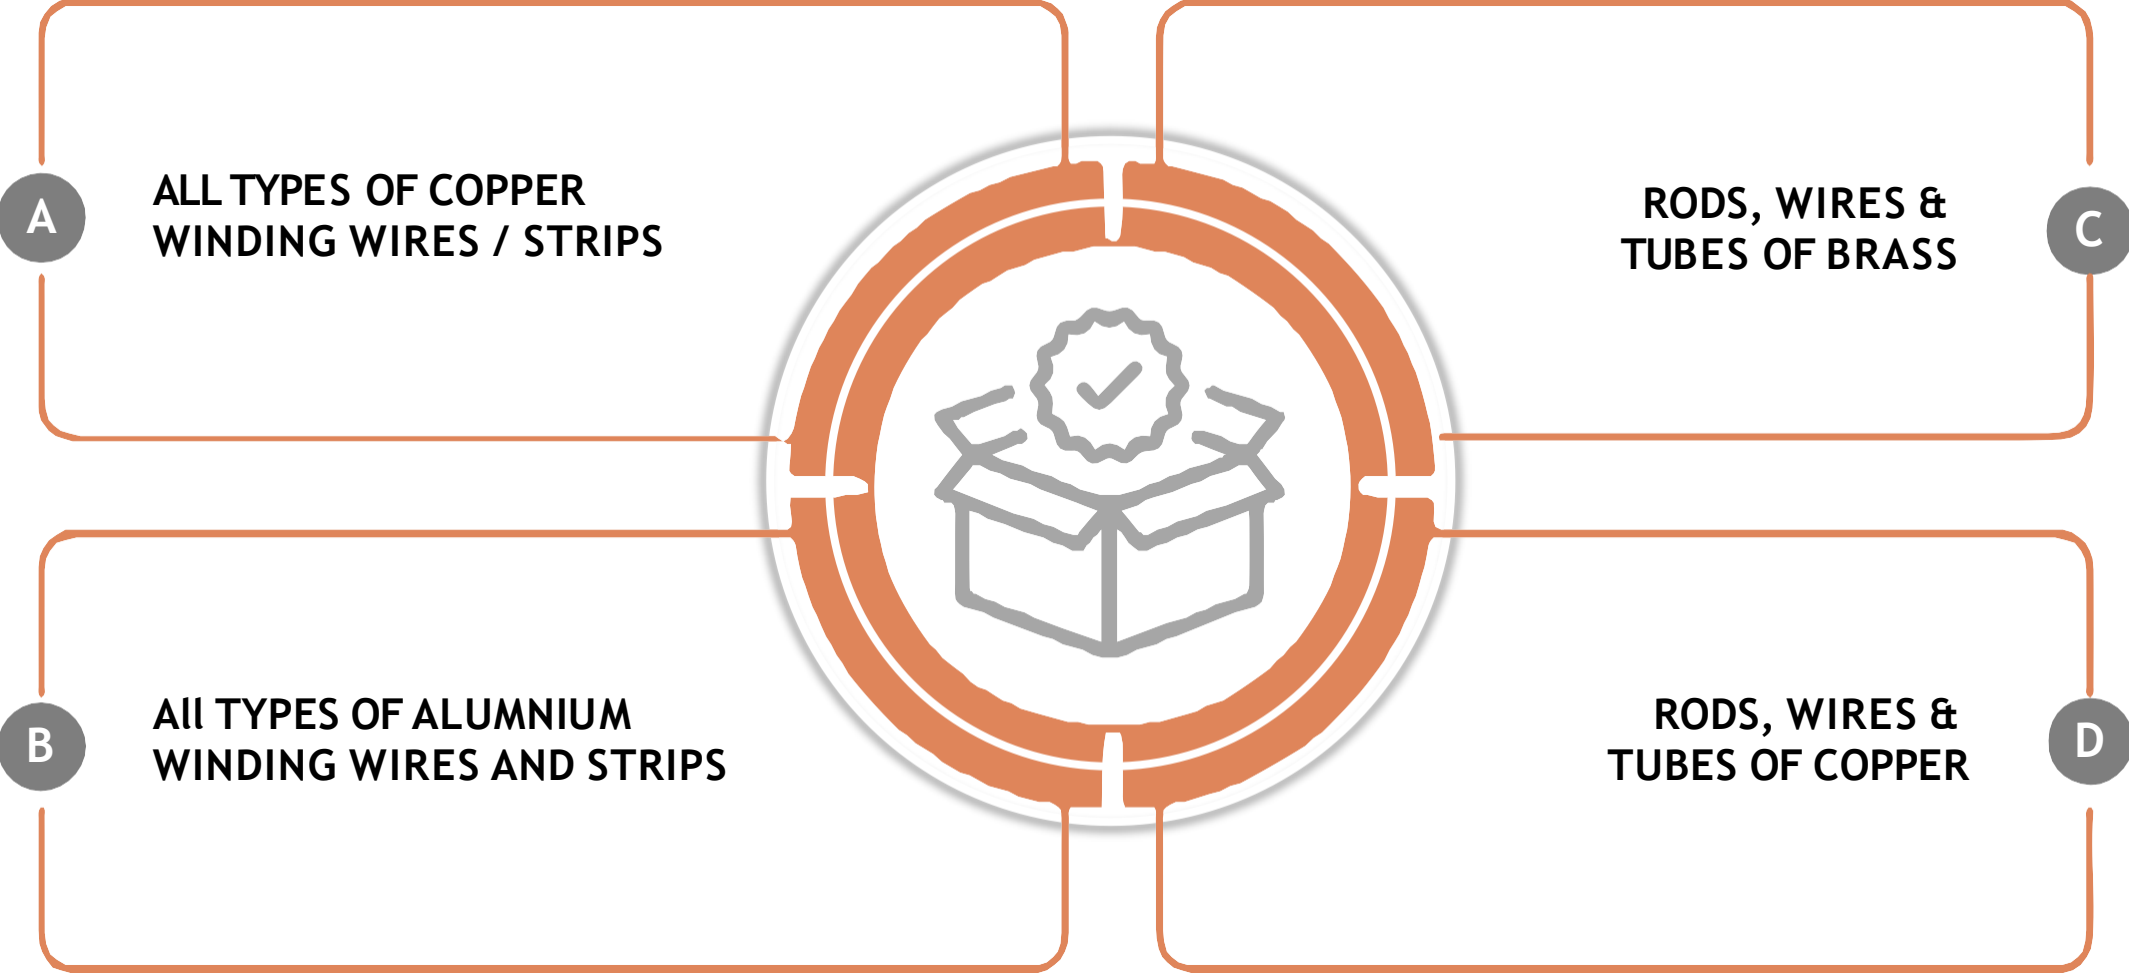 A
ALL TYPES OF COPPER
WINDING WIRES / STRIPS
B
All TYPES OF ALUMNIUM
WINDING WIRES AND STRIPS
C
RODS, WIRES &
TUBES OF BRASS
D
RODS, WIRES &
TUBES OF COPPER